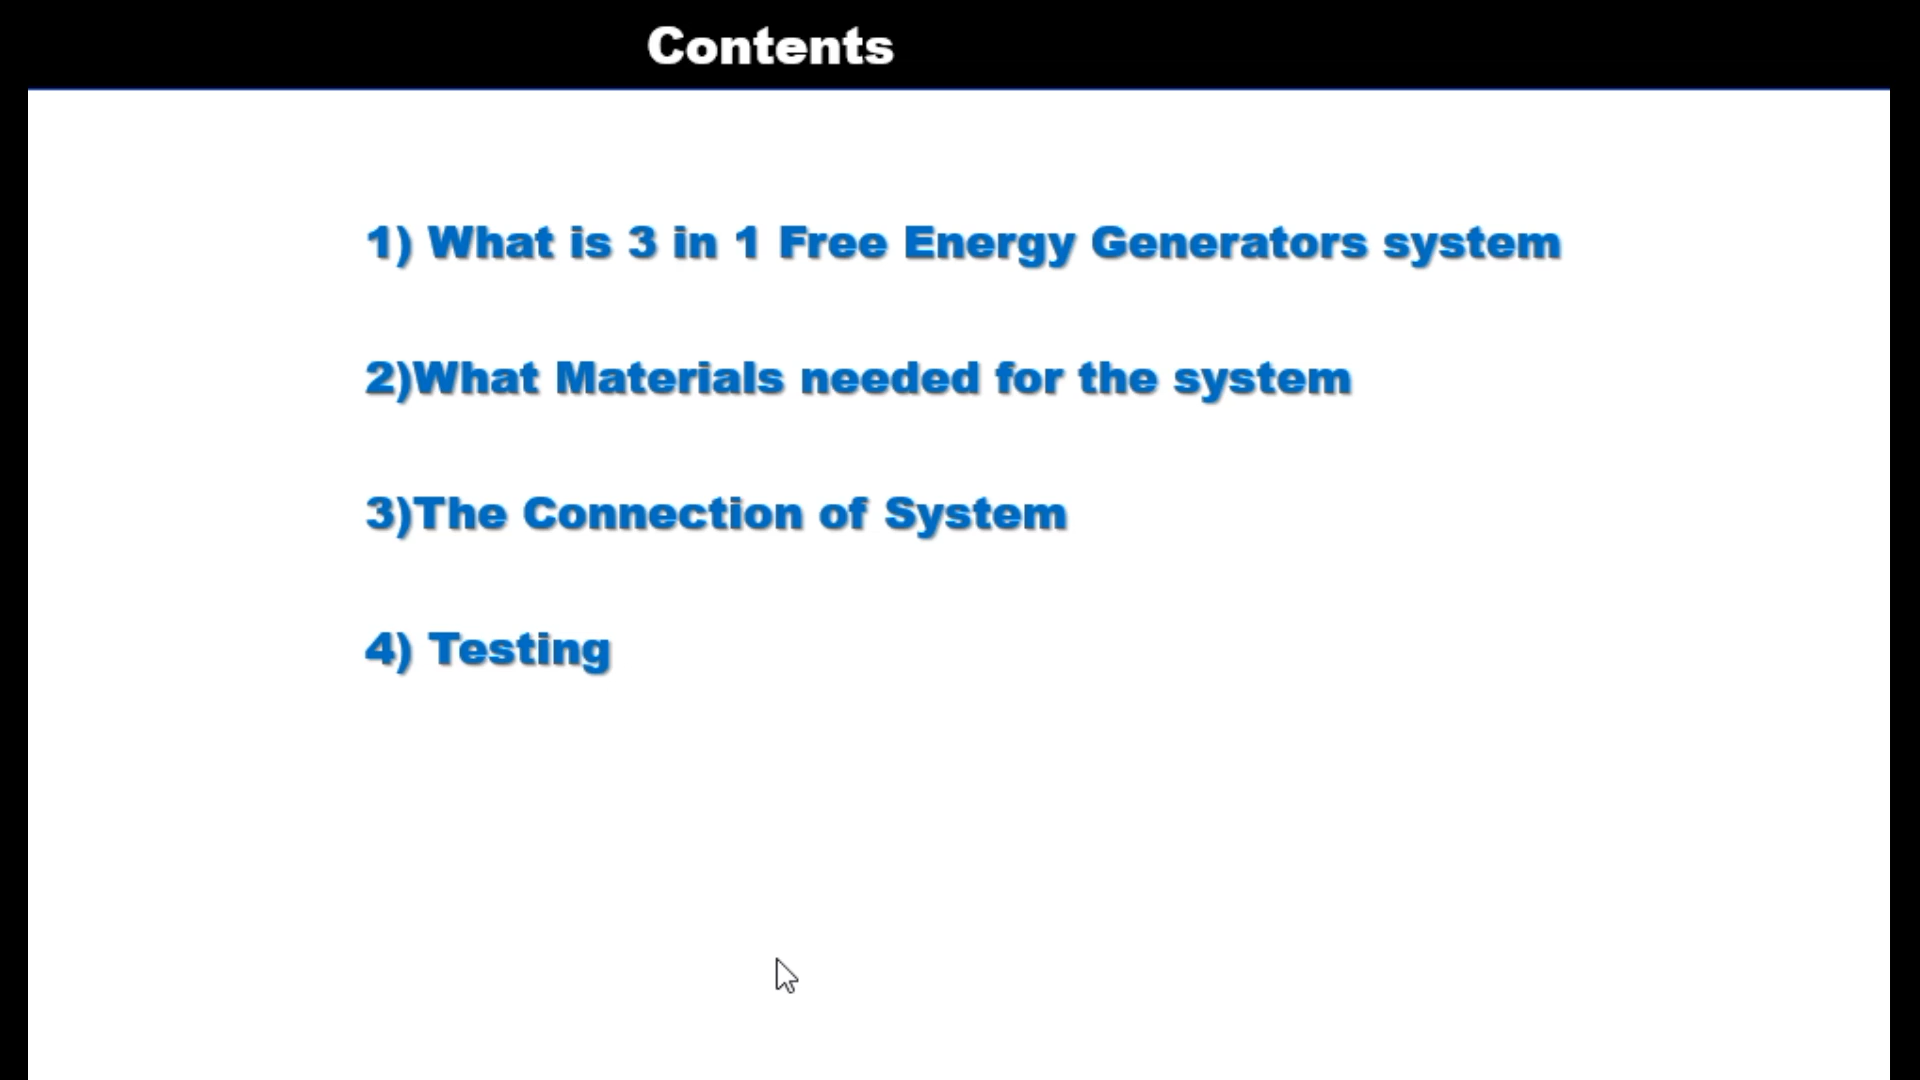 Contents
1) What is 3 in 1 Free Energy Generators system
2)What Materials needed for the system
3)The Connection of System
4) Testing